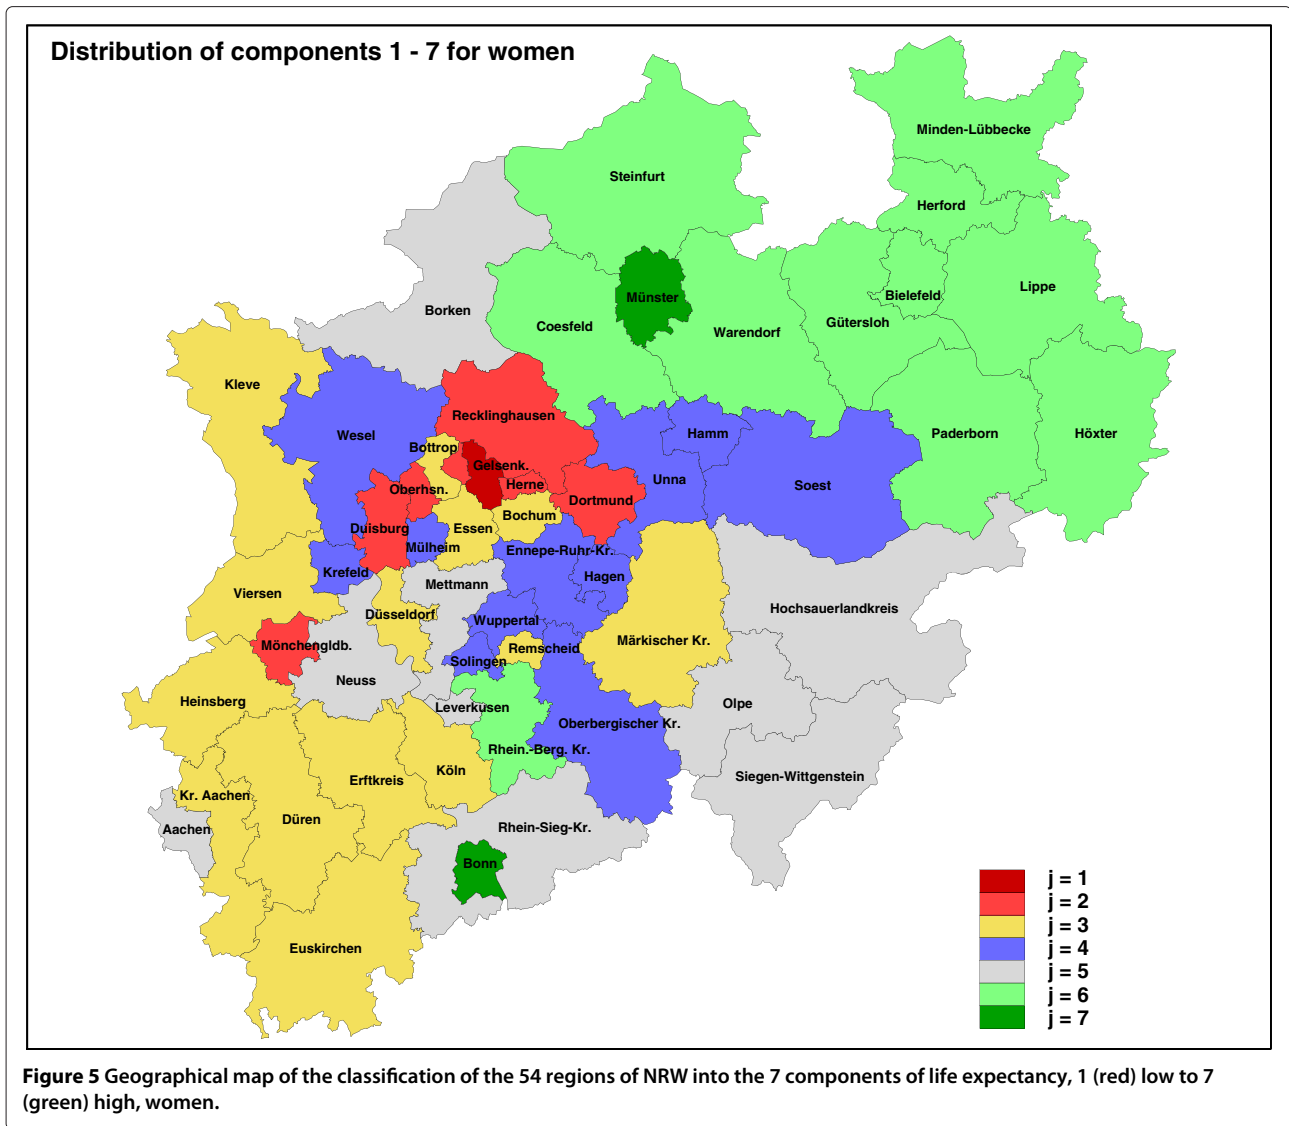 Distribution of components 1 - 7 for women
Minden-Lübbecke
Steinfurt
Herford
Lippe
Bielefeld
Münster
Borken
Coesfeld
Warendorf
Gütersloh
Kleve
Recklinghausen
Wesel
Bottrop
Hamm
Paderborn
Höxter
Gelsenk.
Herne
Unna
Soest
Oberhsn.
Dortmund
Bochum
Duisburg
Essen
Mülheim
Ennepe-Ruhr-Kr.
Krefeld
Hagen
Mettmann
Viersen
Düsseldorf
Hochsauerlandkreis
Wuppertal
Märkischer Kr.
Mönchengldb.
Remscheid
Solingen
Neuss
Heinsberg
Leverkusen
Olpe
Oberbergischer Kr.
Rhein.-Berg. Kr.
Köln
Erftkreis
Siegen-Wittgenstein
Kr. Aachen
Düren
Aachen
Rhein-Sieg-Kr.
Bonn
Euskirchen
j = 1
j = 2
j = 3
j = 4
j = 5
j = 6
j = 7
Figure 5 Geographical map of the classification of the 54 regions of NRW into the 7 components of life expectancy, 1 (red) low to 7
(green) high, women.